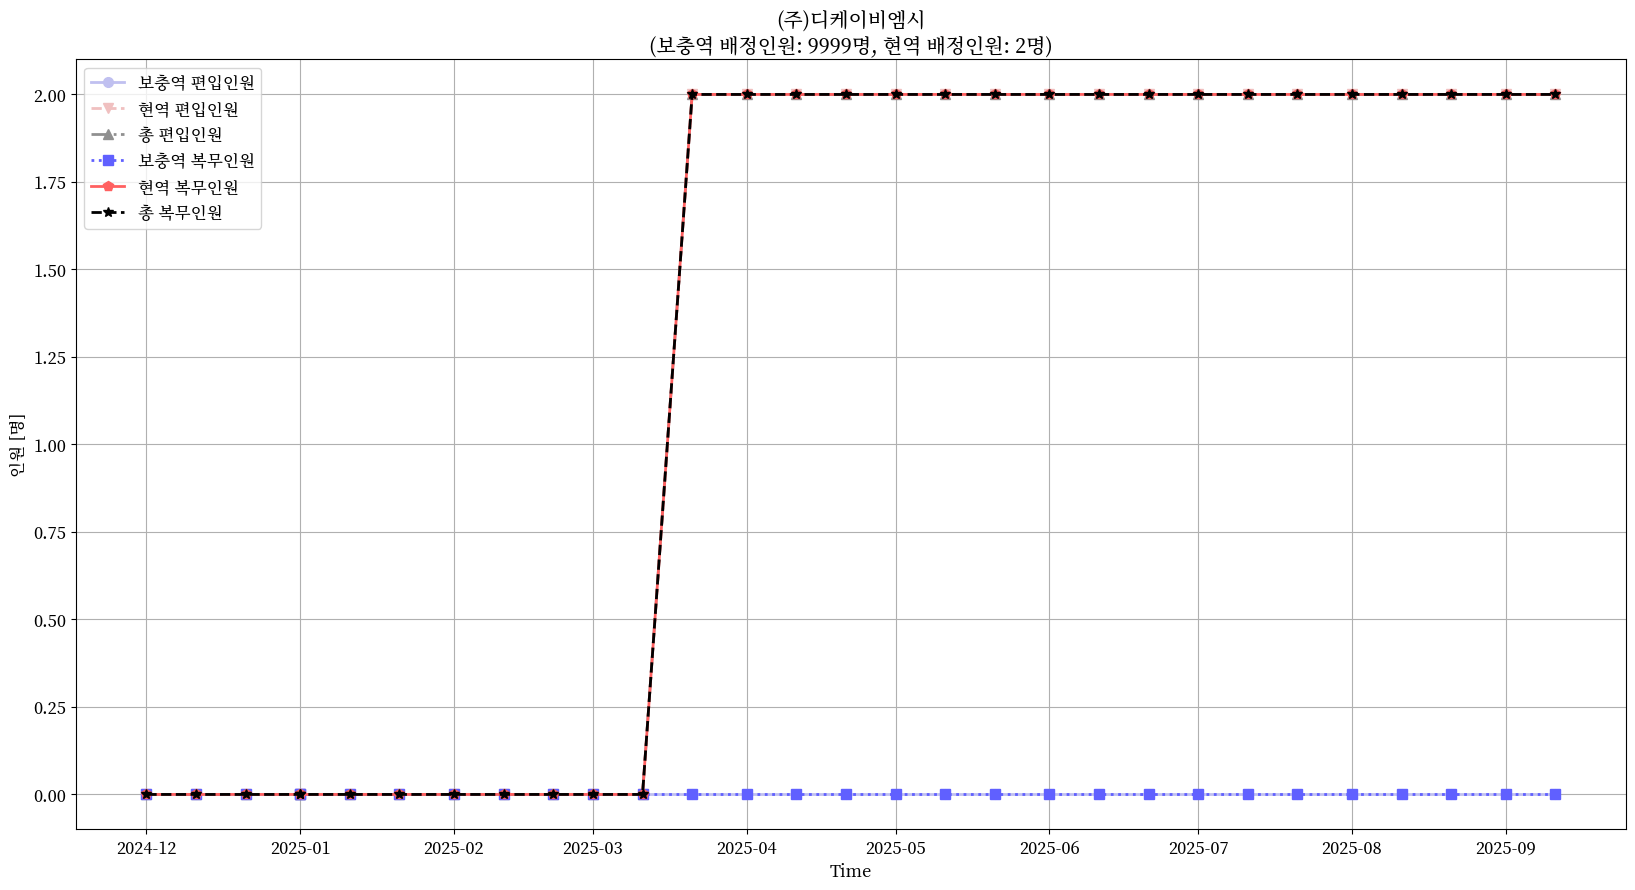 (주)디케이비엠시
(보충역 배정인원: 9999명, 현역 배정인원: 2명)
보충역 편입인원
현역 편입인원
총 편입인원
보충역 복무인원
현역 복무인원
총 복무인원
2.00
1.75
1.50
1.25
1.00
0.75
0.50
0.25
0.00
인원 [명]
2024-12 2025-01 2025-02 2025-03 2025-04 2025-05 2025-06 2025-07 2025-08 2025-09
Time